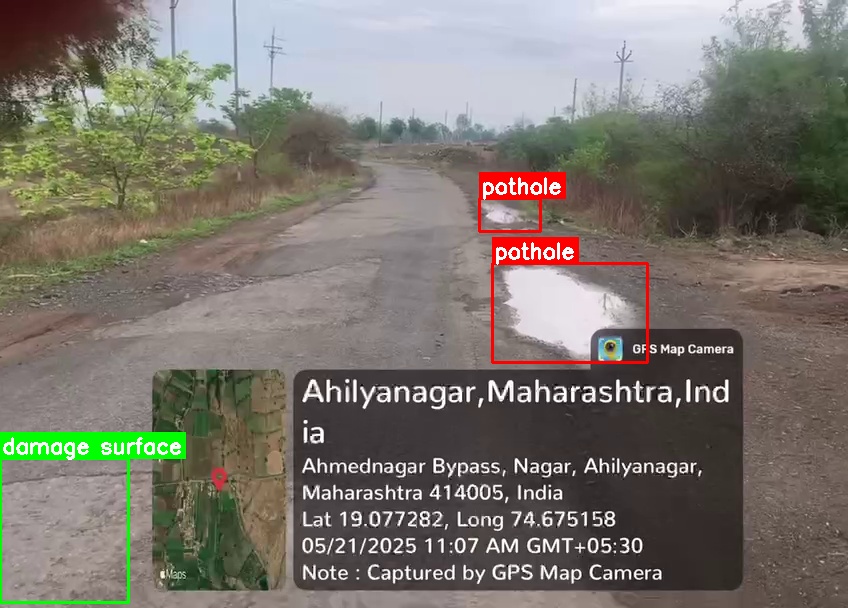 pothole
pothole
GPS Map Camera
Ahilyanagar,Maharashtra,Ind
ia
damage surface
Ahmednagar Bypass, Nagar, Ahilyanagar,
Maharashtra 414005, India
Lat 19.077282, Long 74.675158
05/21/2025 11:07 AM GMT+05:30
Note : Captured by GPS Map Camera
Maps